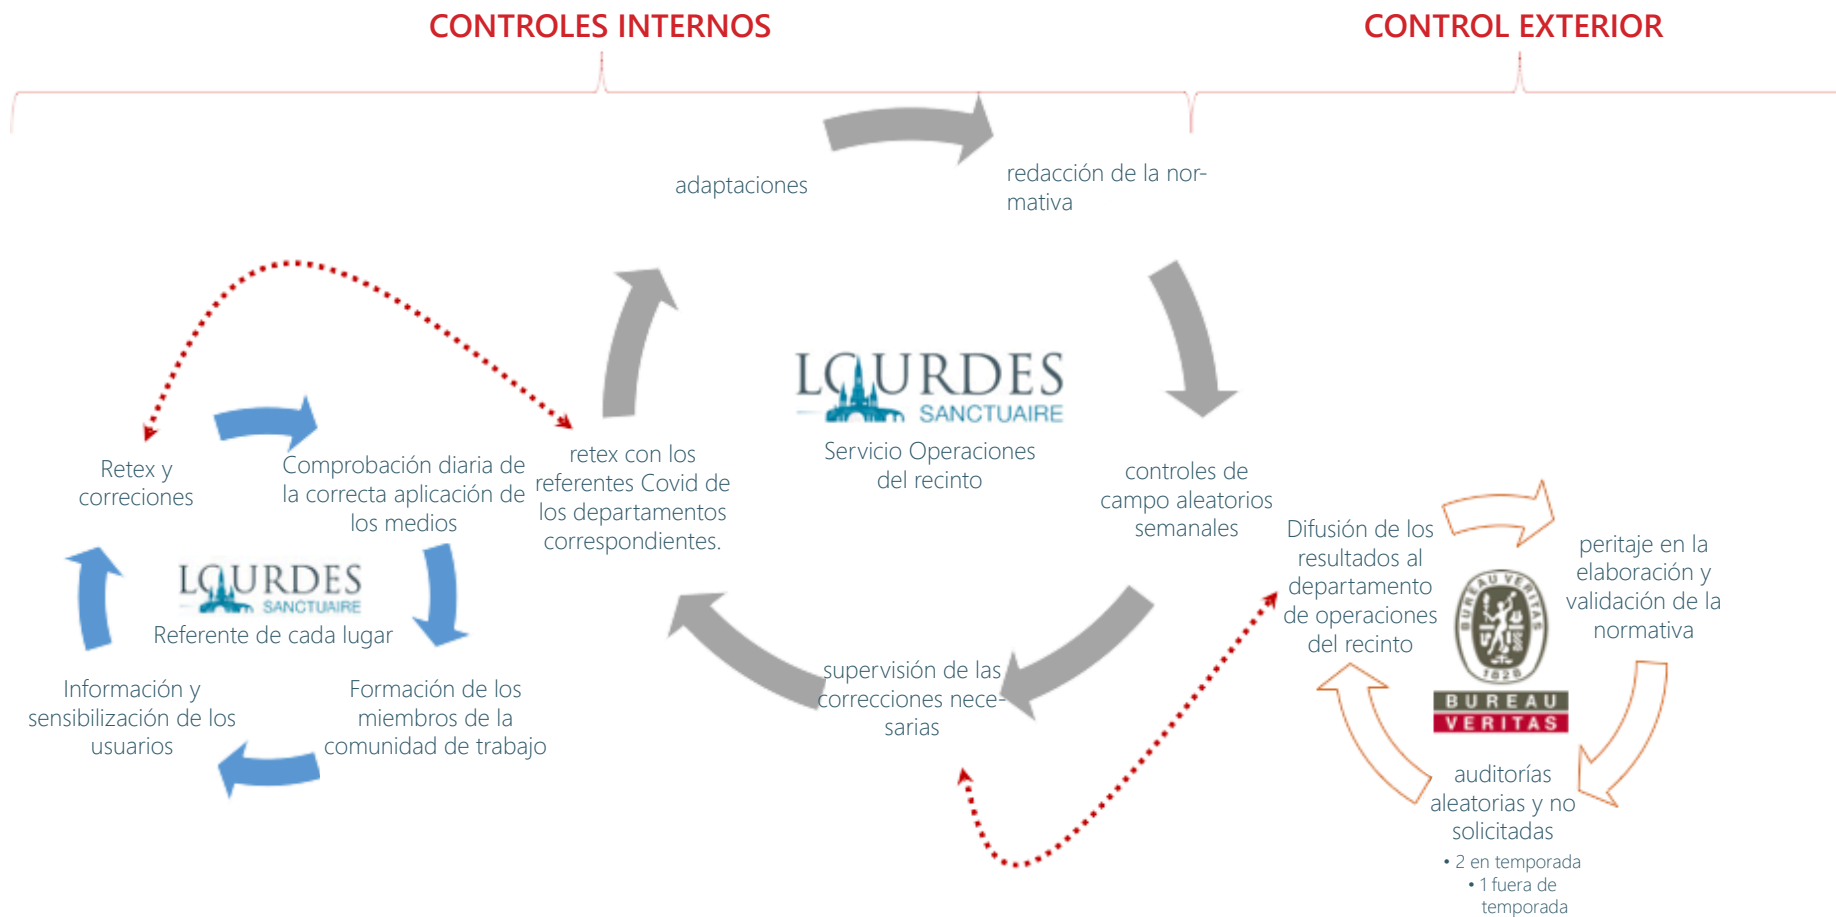 CONTROLES INTERNOS
CONTROL EXTERIOR
adaptaciones
redacción de la nor-
mativa
LOURDES
SANCTUAIRE
Servicio Operaciones
del recinto
retex con los
referentes Covid de
los departamentos
correspondientes.
controles de
campo aleatorios
semanales
supervisión de las
correcciones nece-
sarias
Retex y
correciones
Comprobación diaria de
la correcta aplicación de
los medios
LOURDES
SANCTUAIRE
Referente de cada lugar
Información y
sensibilización de los
usuarios
Formación de los
miembros de la
comunidad de trabajo
Difusión de los
resultados al
departamento
de operaciones
del recinto
peritaje en la
elaboración y
validación de la
normativa
BUREAU VERITAS
1828
BUREAU
VERITAS
auditorías
aleatorias y no
solicitadas
• 2 en temporada
• 1 fuera de
temporada